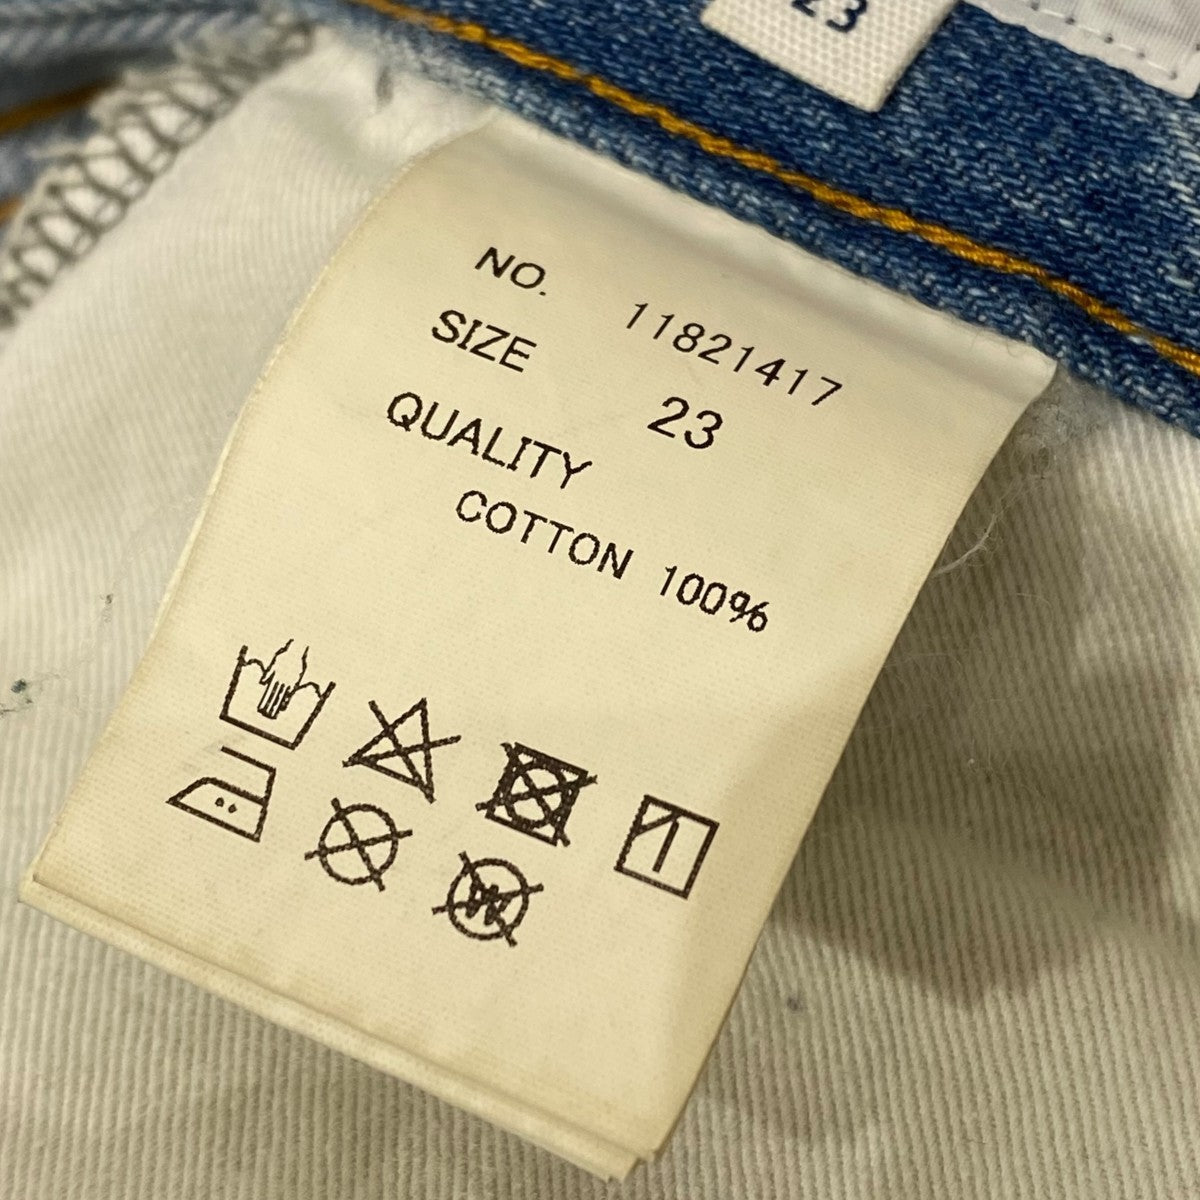 23
NO. 11821417
SIZE 23
QUALITY
COTTON 100%
W